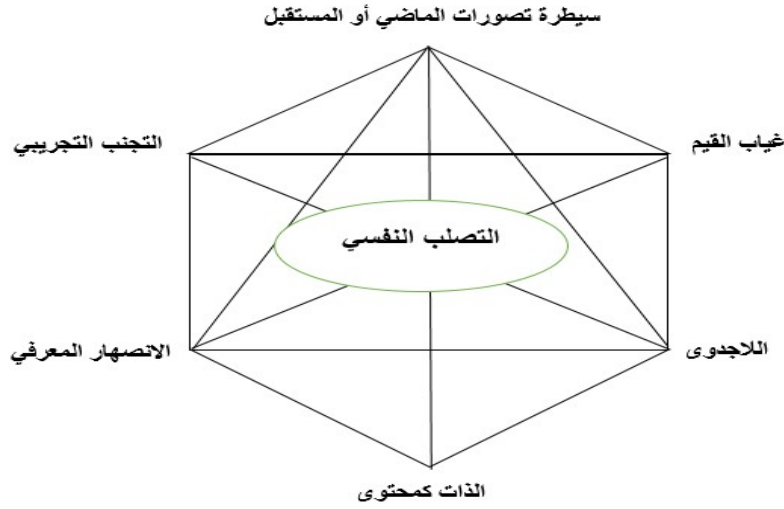 سيطرة تصورات الماضي أو المستقبل
غياب القيم
التجنب التجريبي
التصلب النفسي
اللاجدوى
الانصهار المعرفي
الذات كمحتوى